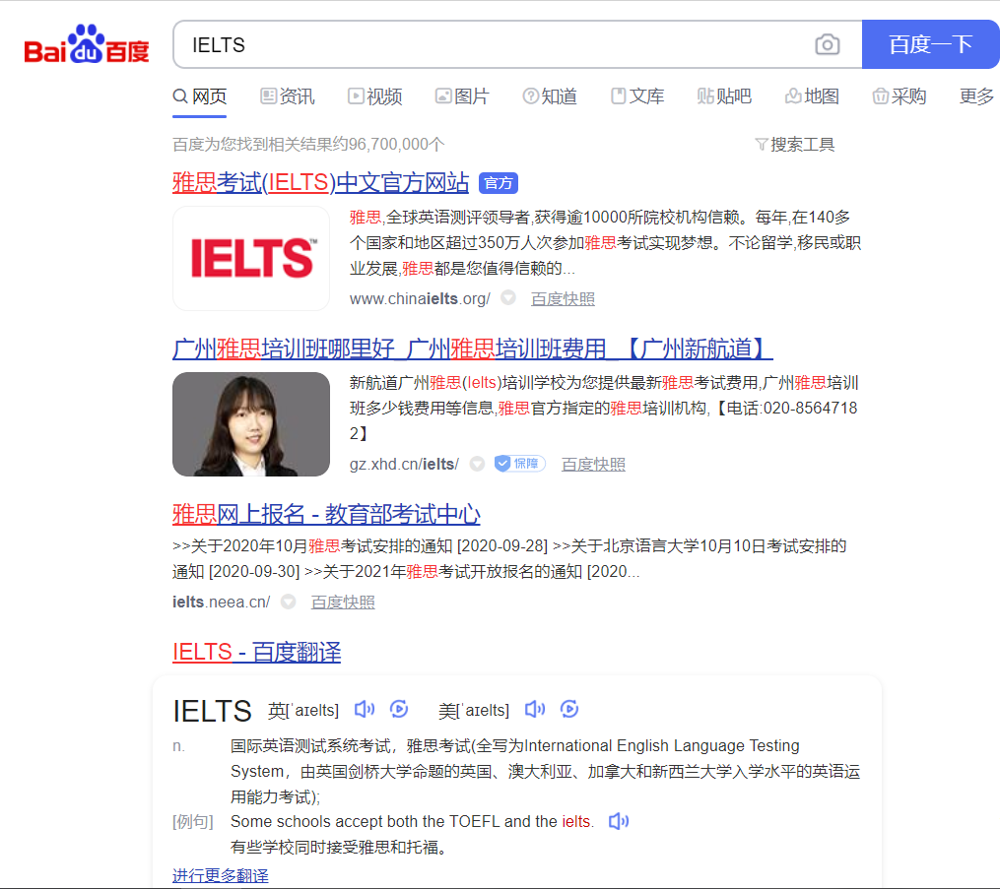 Bai du 百度
IELTS
百度一下
网页 资讯 视频 图片 知道 文库 贴吧 地图 采购 更多
百度为您找到相关结果约96,700,000个
搜索工具
雅思考试(IELTS)中文官方网站 官方
IELTS™
雅思,全球英语测评领导者,获得逾10000所院校机构信赖。每年,在140多
个国家和地区超过350万人次参加雅思考试实现梦想。不论留学,移民或职
业发展,雅思都是您值得信赖的...
www.chinaielts.org/ 百度快照
广州雅思培训班哪里好_广州雅思培训班费用_【广州新航道】
新航道广州雅思(Ielts)培训学校为您提供最新雅思考试费用,广州雅思培训
班多少钱费用等信息,雅思官方指定的雅思培训机构,【电话:020-8564718
2】
gz.xhd.cn/ielts/ 保障 百度快照
雅思网上报名 - 教育部考试中心
>>关于2020年10月雅思考试安排的通知 [2020-09-28] >>关于北京语言大学10月10日考试安排的
通知 [2020-09-30] >>关于2021年雅思考试开放报名的通知 [2020...
ielts.neea.cn/ 百度快照
IELTS - 百度翻译
IELTS 英[ˈaɪelts] 美[ˈaɪelts]
n. 国际英语测试系统考试，雅思考试(全写为International English Language Testing
System，由英国剑桥大学命题的英国、澳大利亚、加拿大和新西兰大学入学水平的英语运
用能力考试);
[例句] Some schools accept both the TOEFL and the ielts.
有些学校同时接受雅思和托福。
进行更多翻译